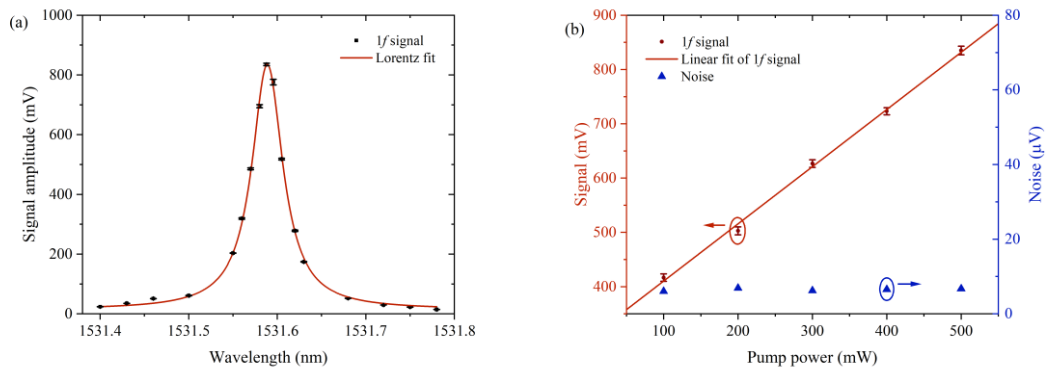 (a)
1f signal
Lorentz fit
1000
800
600
400
200
0
Signal amplitude (mV)
1531.4
1531.5
1531.6
1531.7
1531.8
Wavelength (nm)
(b)
1f signal
Linear fit of 1f signal
Noise
900
800
700
600
500
400
Signal (mV)
80
60
40
20
0
Noise (μV)
100
200
300
400
500
Pump power (mW)